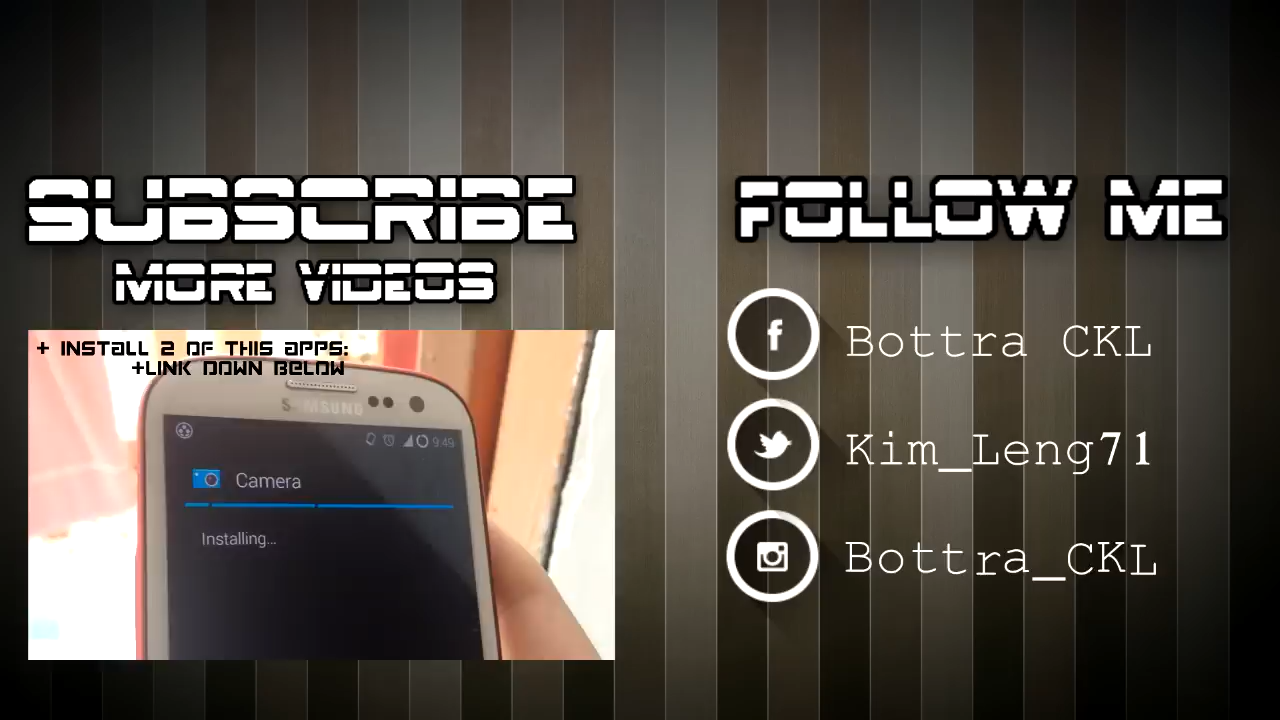 SUBSCRIBE
MORE VIDEOS
+ INSTALL 2 OF THIS APPS:
+LINK DOWN BELOW
SAMSUNG
9:49
Camera
Installing...
FOLLOW ME
f
Bottra CKL
Kim_Leng71
Bottra_CKL